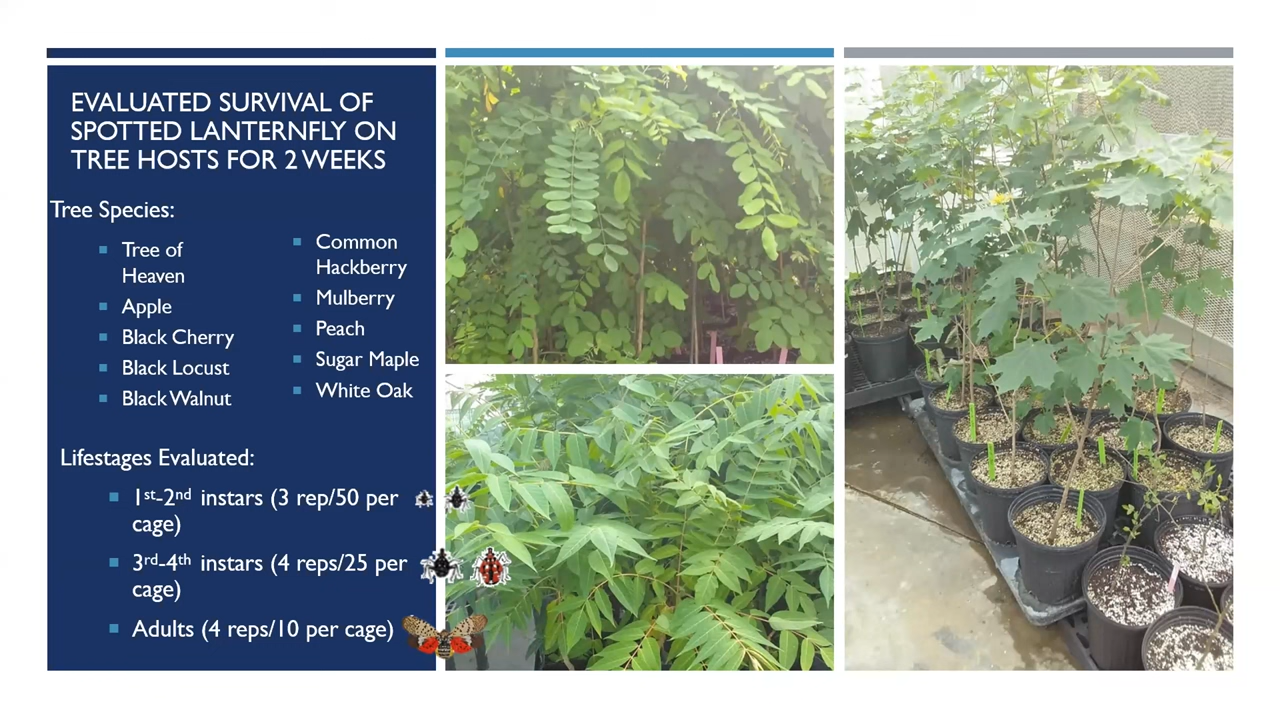 EVALUATED SURVIVAL OF
SPOTTED LANTERNFLY ON
TREE HOSTS FOR 2 WEEKS
Tree Species:
Tree of
Heaven
Apple
Black Cherry
Black Locust
Black Walnut
Common
Hackberry
Mulberry
Peach
Sugar Maple
White Oak
Lifestages Evaluated:
1st-2nd instars (3 rep/50 per
cage)
3rd-4th instars (4 reps/25 per
cage)
Adults (4 reps/10 per cage)